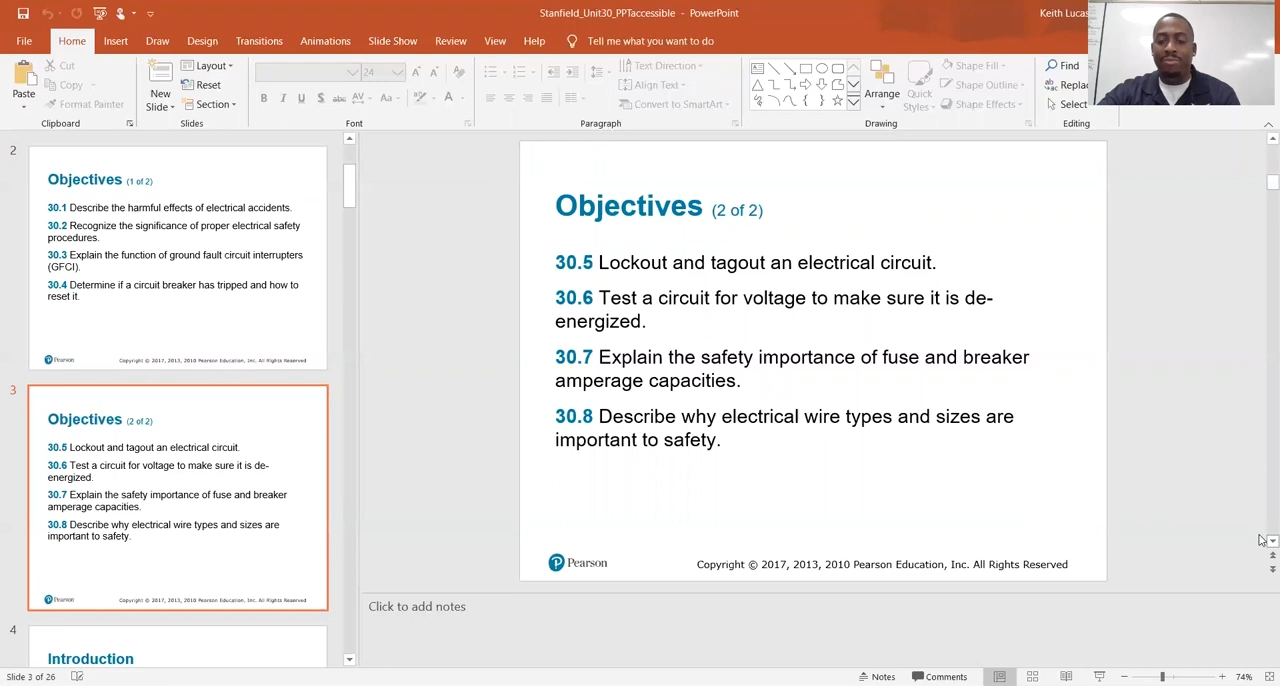 Stanfield_Unit30_PPTaccessible - PowerPoint
Keith Lucas
File
Home
Insert
Draw
Design
Transitions
Animations
Slide Show
Review
View
Help
Tell me what you want to do
Paste
Cut
Copy
Format Painter
Clipboard
New
Slide
Layout
Reset
Section
Slides
24
B I U S abc AV Aa A
Font
Text Direction
Align Text
Convert to SmartArt
Paragraph
Arrange
Quick
Styles
Shape Fill
Shape Outline
Shape Effects
Drawing
Find
Replac
Select
Editing
2
Objectives (1 of 2)
30.1 Describe the harmful effects of electrical accidents.
30.2 Recognize the significance of proper electrical safety
procedures.
30.3 Explain the function of ground fault circuit interrupters
(GFCI).
30.4 Determine if a circuit breaker has tripped and how to
reset it.
Pearson
Copyright © 2017, 2013, 2010 Pearson Education, Inc. All Rights Reserved
3
Objectives (2 of 2)
30.5 Lockout and tagout an electrical circuit.
30.6 Test a circuit for voltage to make sure it is de-
energized.
30.7 Explain the safety importance of fuse and breaker
amperage capacities.
30.8 Describe why electrical wire types and sizes are
important to safety.
Pearson
Copyright © 2017, 2013, 2010 Pearson Education, Inc. All Rights Reserved
4
Introduction
Objectives (2 of 2)
30.5 Lockout and tagout an electrical circuit.
30.6 Test a circuit for voltage to make sure it is de-
energized.
30.7 Explain the safety importance of fuse and breaker
amperage capacities.
30.8 Describe why electrical wire types and sizes are
important to safety.
Pearson
Copyright © 2017, 2013, 2010 Pearson Education, Inc. All Rights Reserved
Click to add notes
Slide 3 of 26
Notes
Comments
74%